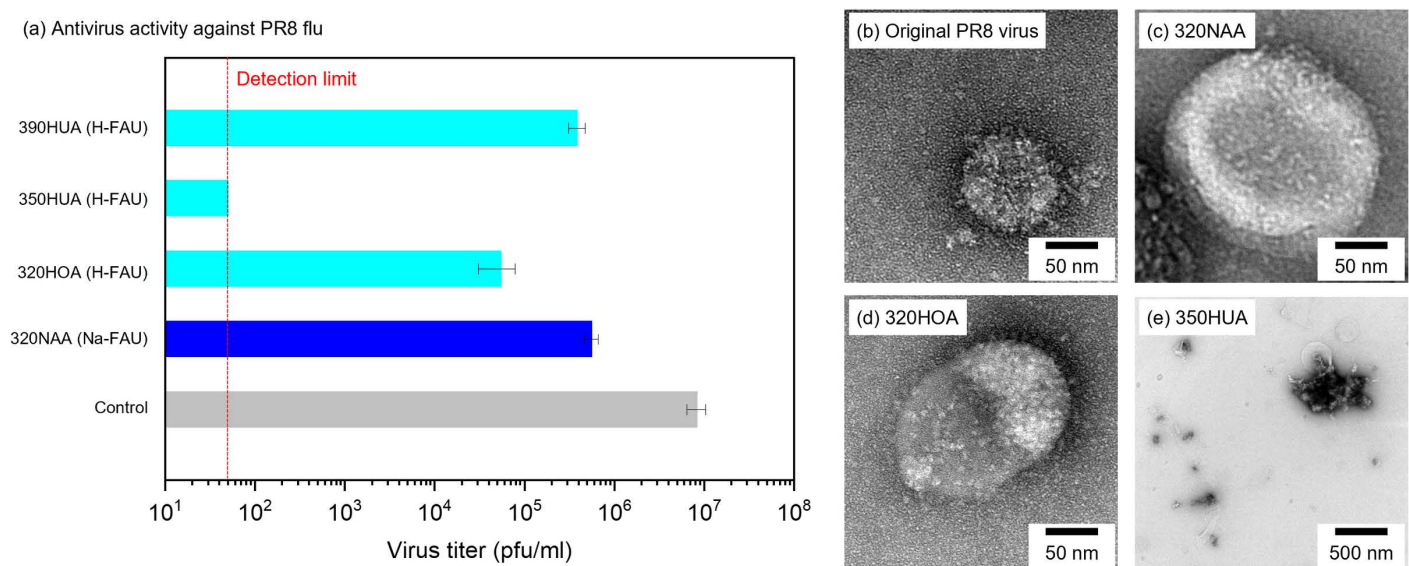 (a) Antivirus activity against PR8 flu
Detection limit
390HUA (H-FAU)
350HUA (H-FAU)
320HOA (H-FAU)
320NAA (Na-FAU)
Control
10¹ 10² 10³ 10⁴ 10⁵ 10⁶ 10⁷ 10⁸
Virus titer (pfu/ml)
(b) Original PR8 virus
50 nm
(c) 320NAA
50 nm
(d) 320HOA
50 nm
(e) 350HUA
500 nm